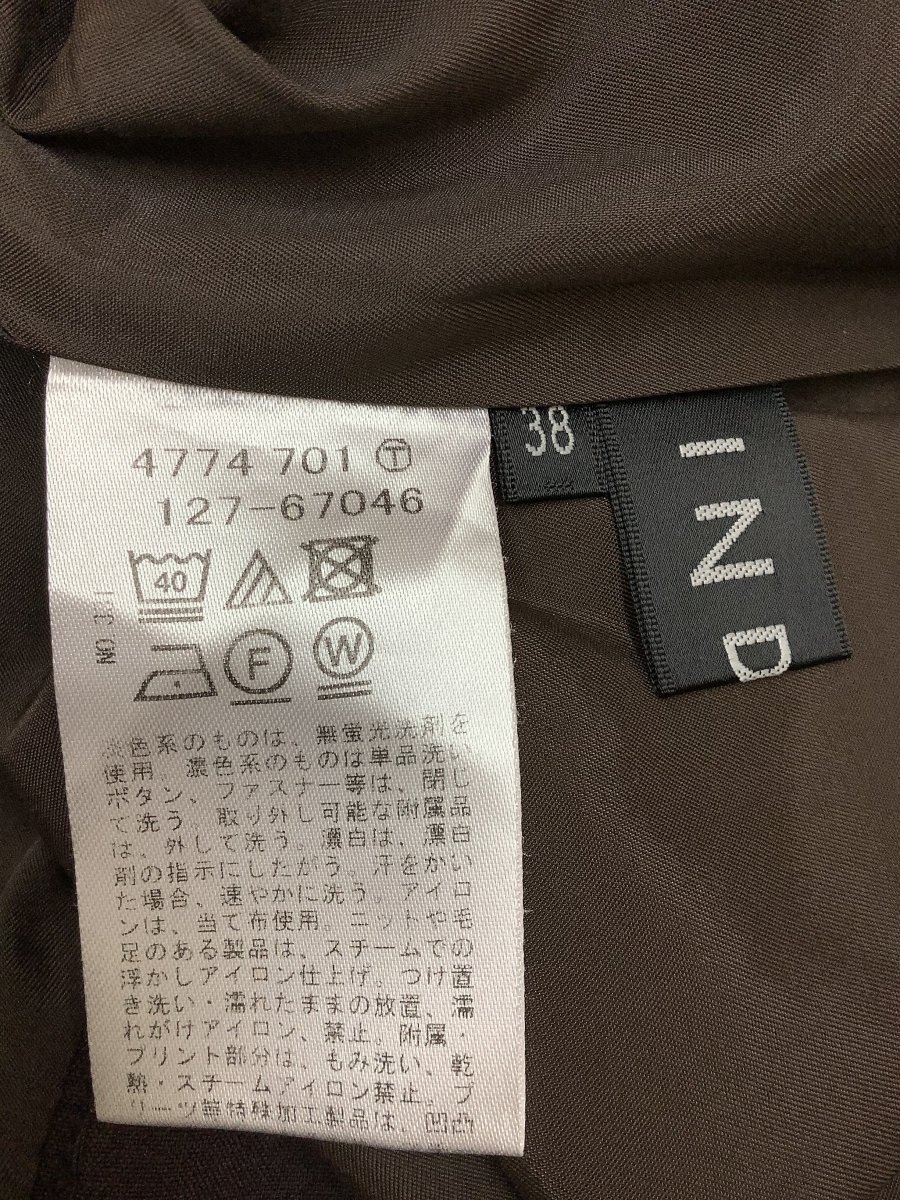 4774 701 Ⓣ
127-67046
40
F
W
NO 3
淡色系のものは、無蛍光洗剤を
使用。濃色系のものは単品洗い
ボタン、ファスナー等は、閉じ
て洗う。取り外し可能な附属品
は、外して洗う。漂白は、漂白
剤の指示にしたがう。汗をかい
た場合、速やかに洗う。アイロ
ンは、当て布使用。ニットや毛
足のある製品は、スチームでの
浮かしアイロン仕上げ。つけ置
き洗い・濡れたままの放置、濡
れがけアイロン、禁止。附属・
プリント部分は、もみ洗い、乾
熱・スチームアイロン禁止。プ
リーツ等特殊加工製品は、凹凸
38
IND